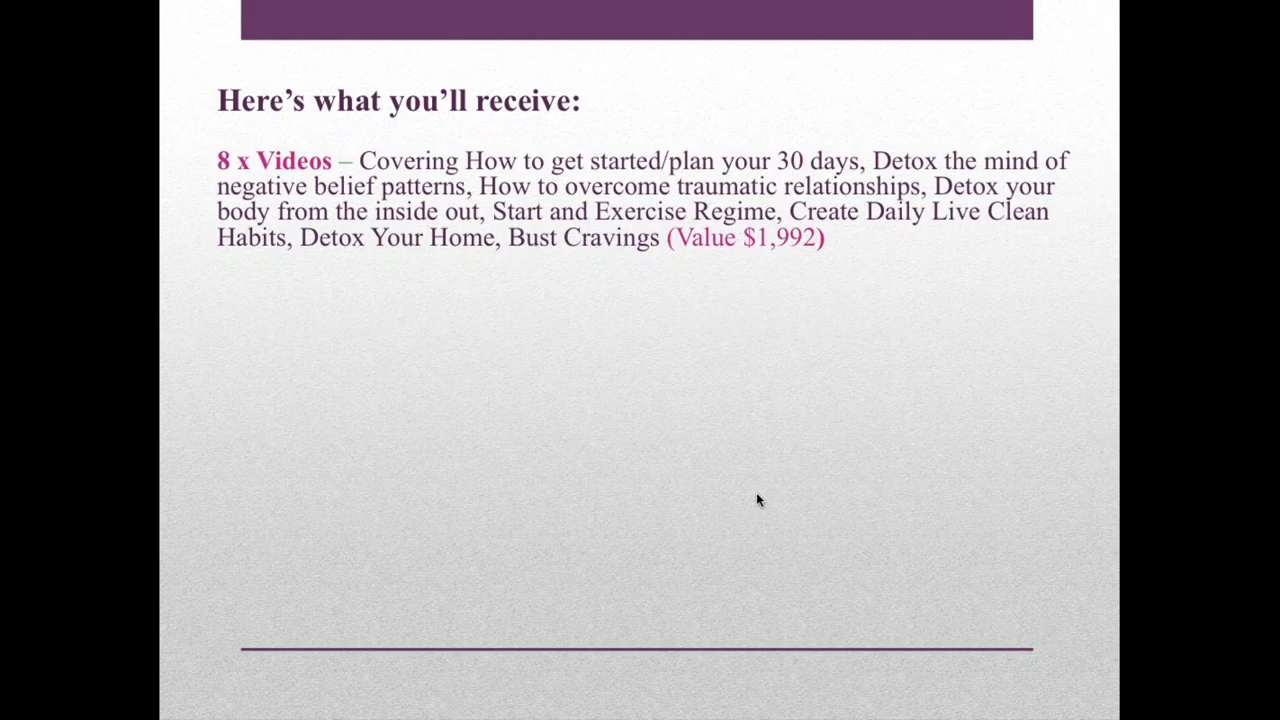 Here’s what you’ll receive:
8 x Videos – Covering How to get started/plan your 30 days, Detox the mind of
negative belief patterns, How to overcome traumatic relationships, Detox your
body from the inside out, Start and Exercise Regime, Create Daily Live Clean
Habits, Detox Your Home, Bust Cravings (Value $1,992)